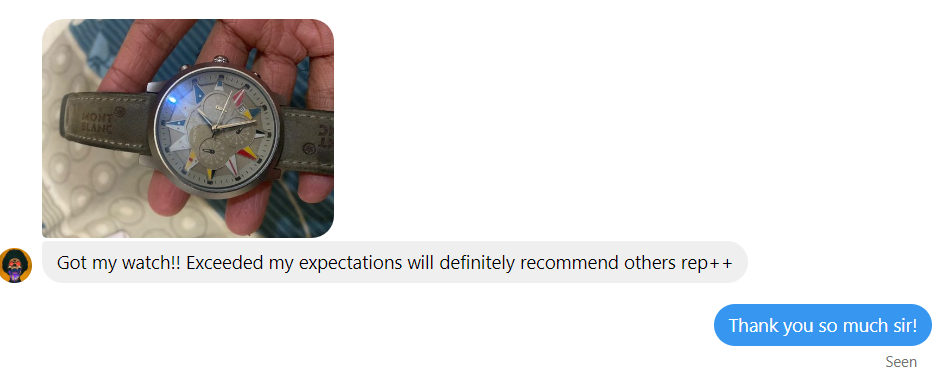 MONT
BLANC
Got my watch!! Exceeded my expectations will definitely recommend others rep++
Thank you so much sir!
Seen